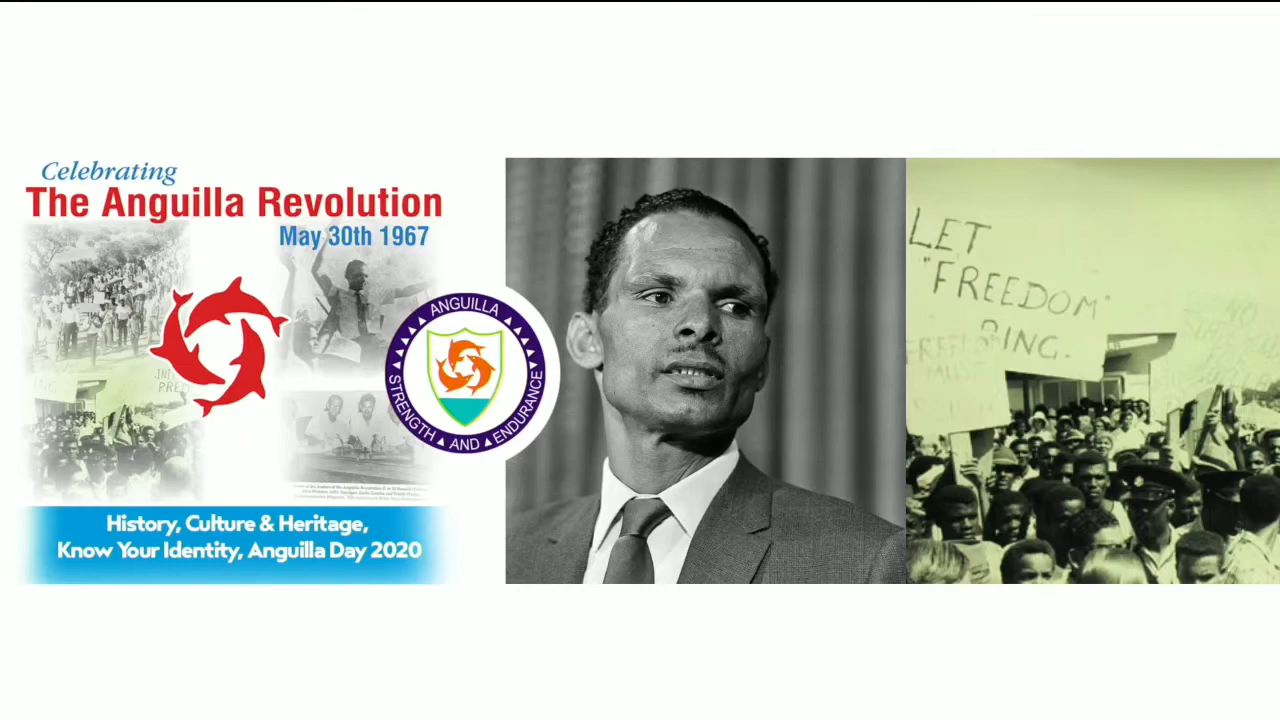 Celebrating
The Anguilla Revolution
May 30th 1967
ANGUILLA
STRENGTH AND ENDURANCE
History, Culture & Heritage,
Know Your Identity, Anguilla Day 2020
LET
"FREEDOM"
RING.